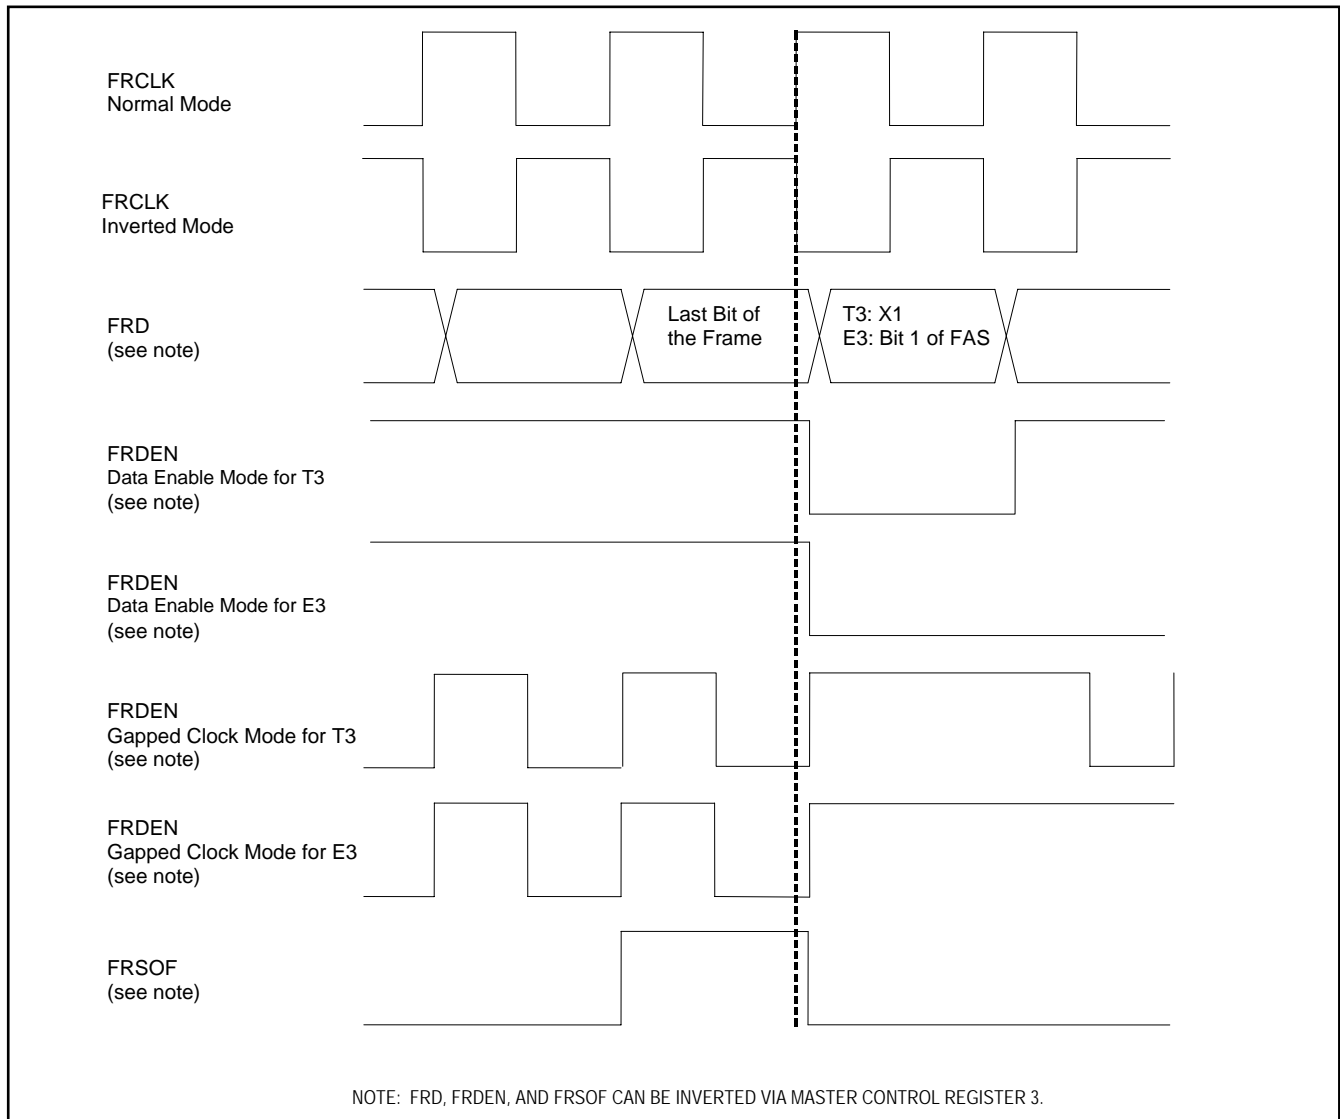 FRCLK
Normal Mode
FRCLK
Inverted Mode
FRD
(see note)
Last Bit of
the Frame
T3: X1
E3: Bit 1 of FAS
FRDEN
Data Enable Mode for T3
(see note)
FRDEN
Data Enable Mode for E3
(see note)
FRDEN
Gapped Clock Mode for T3
(see note)
FRDEN
Gapped Clock Mode for E3
(see note)
FRSOF
(see note)
NOTE: FRD, FRDEN, AND FRSOF CAN BE INVERTED VIA MASTER CONTROL REGISTER 3.